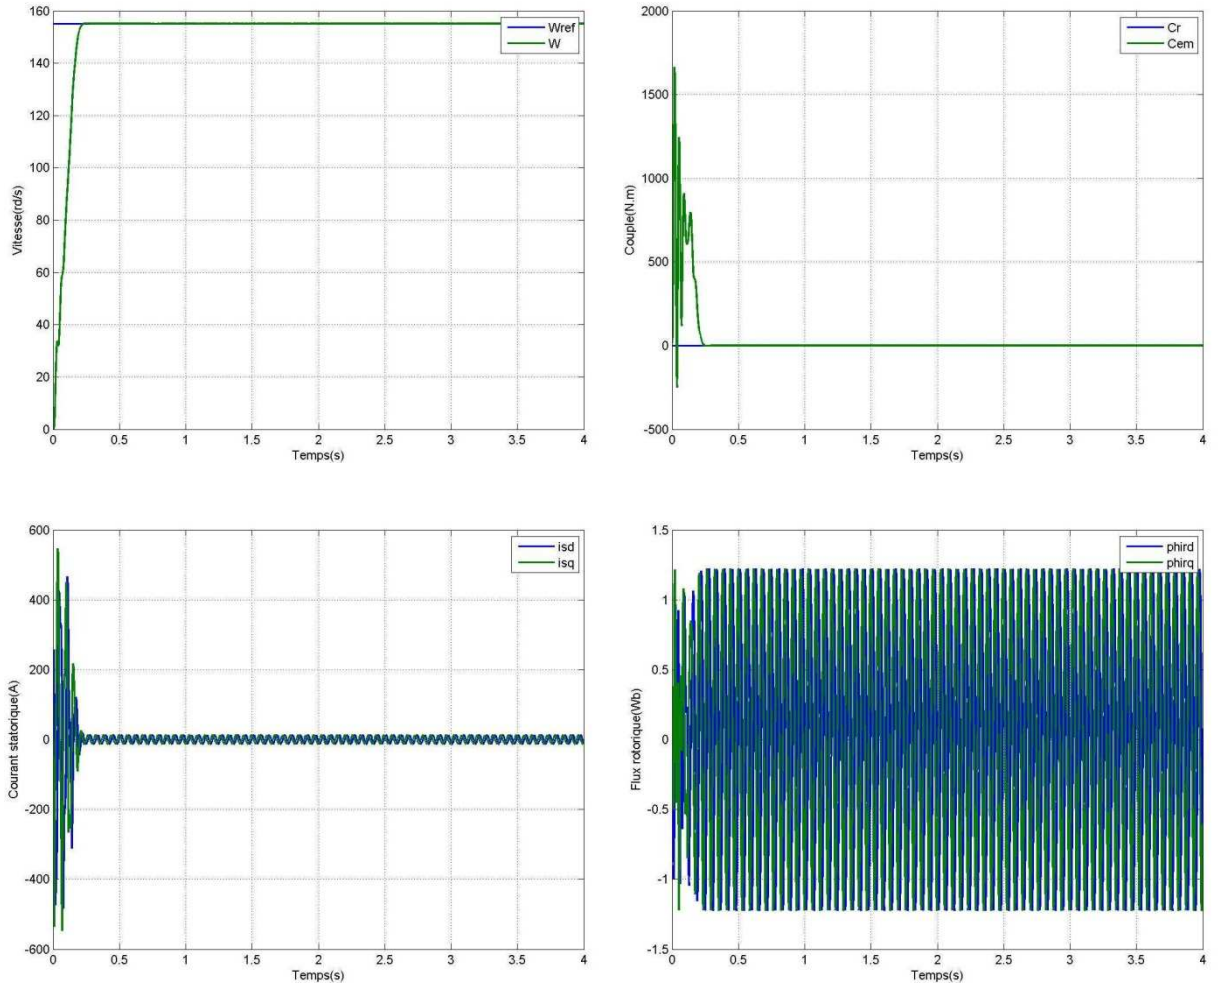 160
140
120
100
80
60
40
20
0
Vitesse(rd/s)
Wref
W
0 0.5 1 1.5 2 2.5 3 3.5 4
Temps(s)
2000
1500
1000
500
0
-500
Couple(N.m)
Cr
Cem
0 0.5 1 1.5 2 2.5 3 3.5 4
Temps(s)
600
400
200
0
-200
-400
-600
Courant statorique(A)
isd
isq
0 0.5 1 1.5 2 2.5 3 3.5 4
Temps(s)
1.5
1
0.5
0
-0.5
-1
-1.5
Flux rotorique(Wb)
phird
phirq
0 0.5 1 1.5 2 2.5 3 3.5 4
Temps(s)